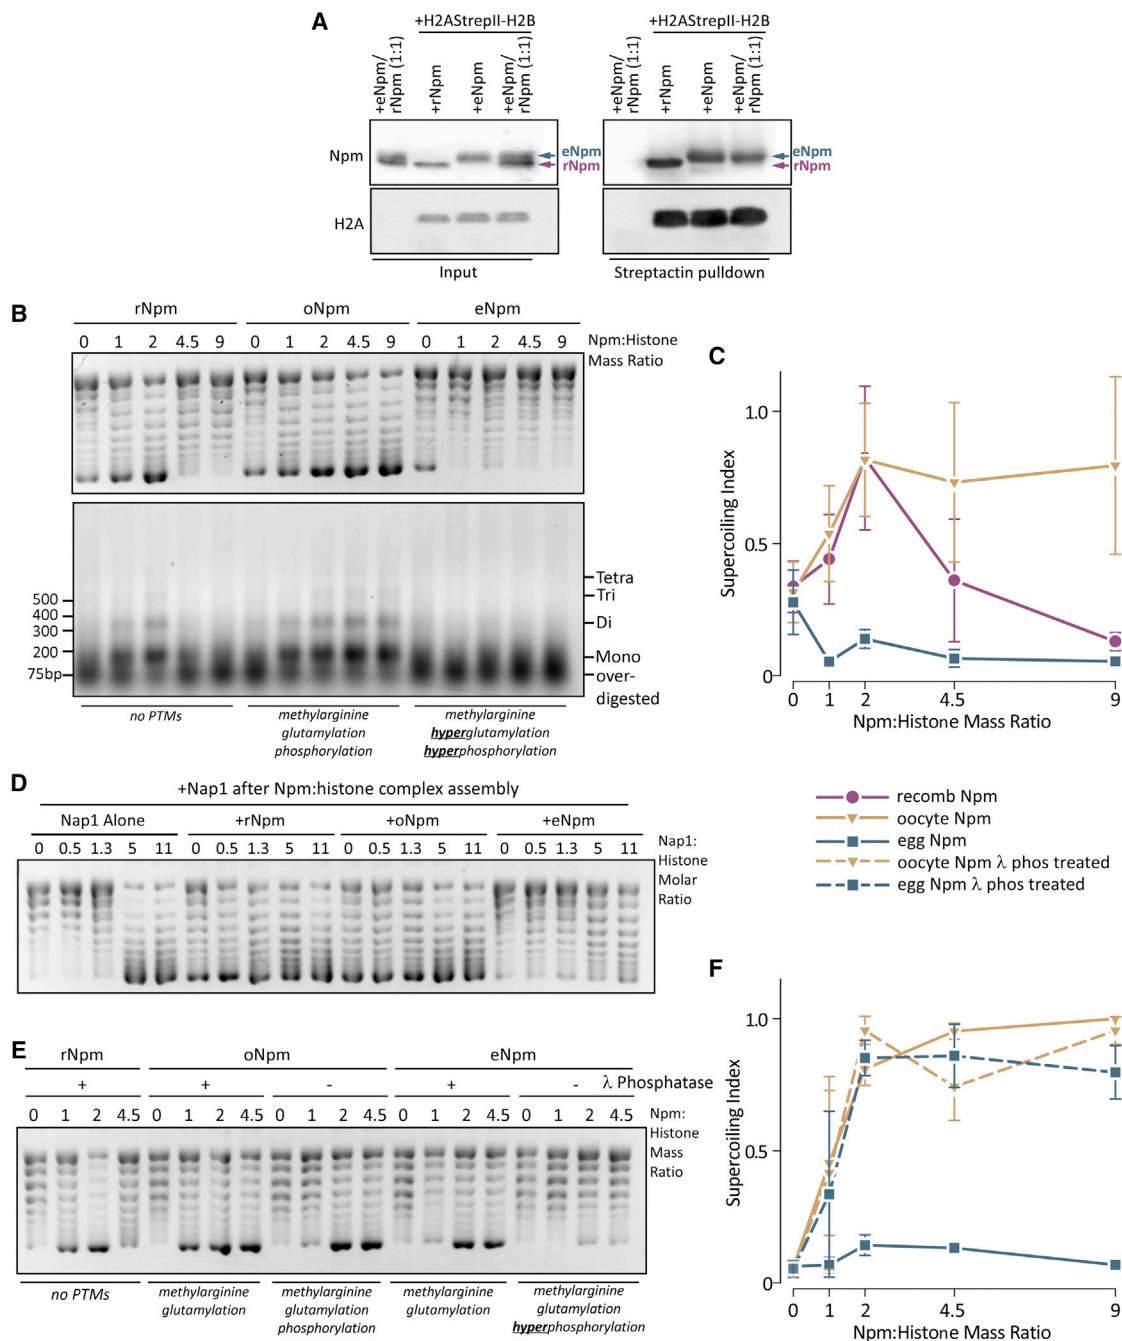 A
+H2AStrepII-H2B
+H2AStrepII-H2B
+eNpm/
rNpm (1:1)
+rNpm
+eNpm
+eNpm/
rNpm (1:1)
+eNpm/
rNpm (1:1)
+rNpm
+eNpm
+eNpm/
rNpm (1:1)
Npm
eNpm
rNpm
eNpm
rNpm
H2A
Input
Streptactin pulldown
B
rNpm oNpm eNpm
0 1 2 4.5 9 0 1 2 4.5 9 0 1 2 4.5 9 Npm:Histone
Mass Ratio
500
400
300
200
75bp
Tetra
Tri
Di
Mono
over-
digested
no PTMs
methylarginine
glutamylation
phosphorylation
methylarginine
hyperglutamylation
hyperphosphorylation
C
Supercoiling Index
1.0
0.5
0
0 1 2 4.5 9
Npm:Histone Mass Ratio
D
+Nap1 after Npm:histone complex assembly
Nap1 Alone +rNpm +oNpm +eNpm
0 0.5 1.3 5 11 0 0.5 1.3 5 11 0 0.5 1.3 5 11 0 0.5 1.3 5 11
Nap1:
Histone
Molar
Ratio
recomb Npm
oocyte Npm
egg Npm
oocyte Npm λ phos treated
egg Npm λ phos treated
E
rNpm oNpm eNpm
+ + - + - λ Phosphatase
0 1 2 4.5 0 1 2 4.5 0 1 2 4.5 0 1 2 4.5 0 1 2 4.5
Npm:
Histone
Mass
Ratio
no PTMs
methylarginine
glutamylation
methylarginine
glutamylation
phosphorylation
methylarginine
glutamylation
methylarginine
glutamylation
hyperphosphorylation
F
Supercoiling Index
1.0
0.5
0
0 1 2 4.5 9
Npm:Histone Mass Ratio